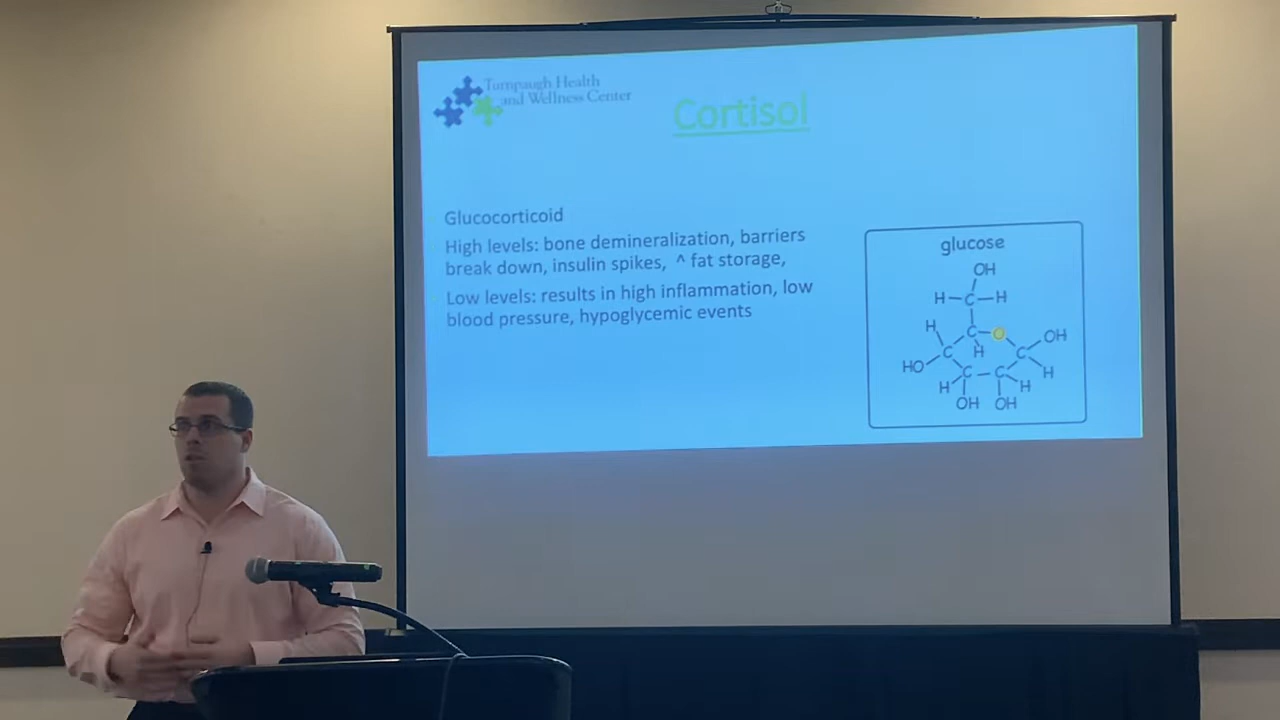 Turnpaugh Health
and Wellness Center
Cortisol
Glucocorticoid
High levels: bone demineralization, barriers
break down, insulin spikes, ^ fat storage,
Low levels: results in high inflammation, low
blood pressure, hypoglycemic events
glucose
OH
H-C-H
H
C
O
OH
C
H
C
HO
H
C
C
H
H
OH
OH